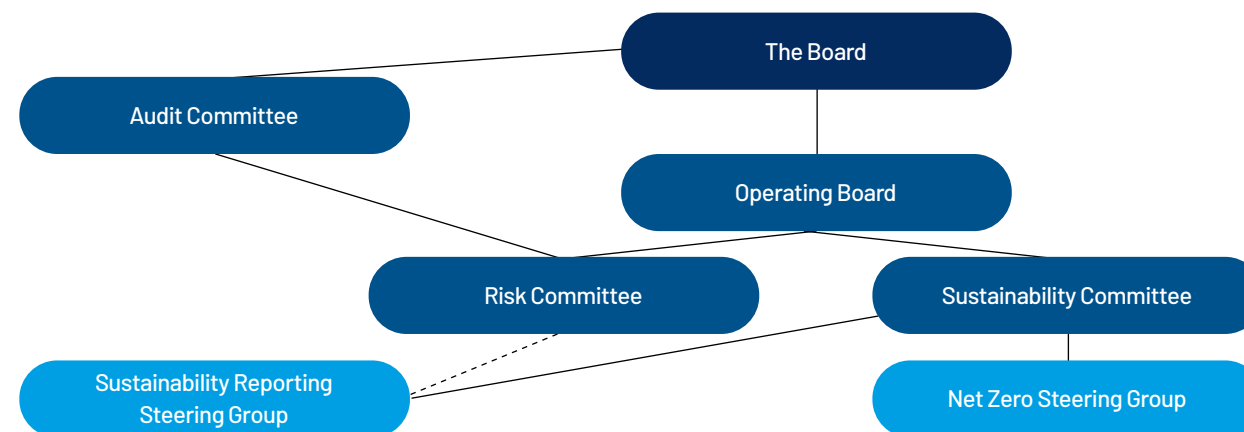 The Board
Audit Committee
Operating Board
Risk Committee
Sustainability Committee
Sustainability Reporting
Steering Group
Net Zero Steering Group